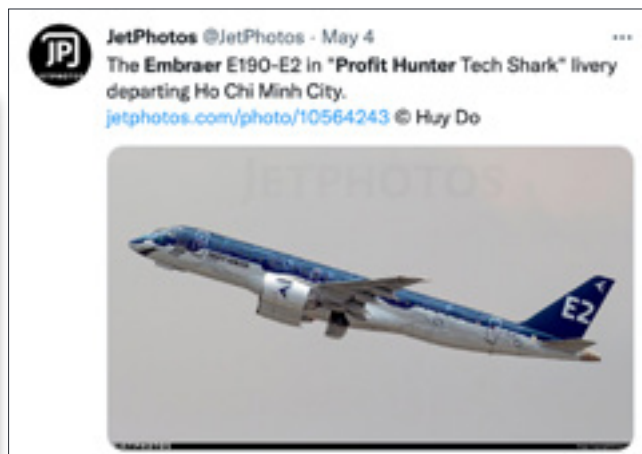 JetPhotos @JetPhotos · May 4
The Embraer E190-E2 in "Profit Hunter Tech Shark" livery
departing Ho Chi Minh City.
jetphotos.com/photo/10564243 © Huy Do
JETPHOTOS
E2